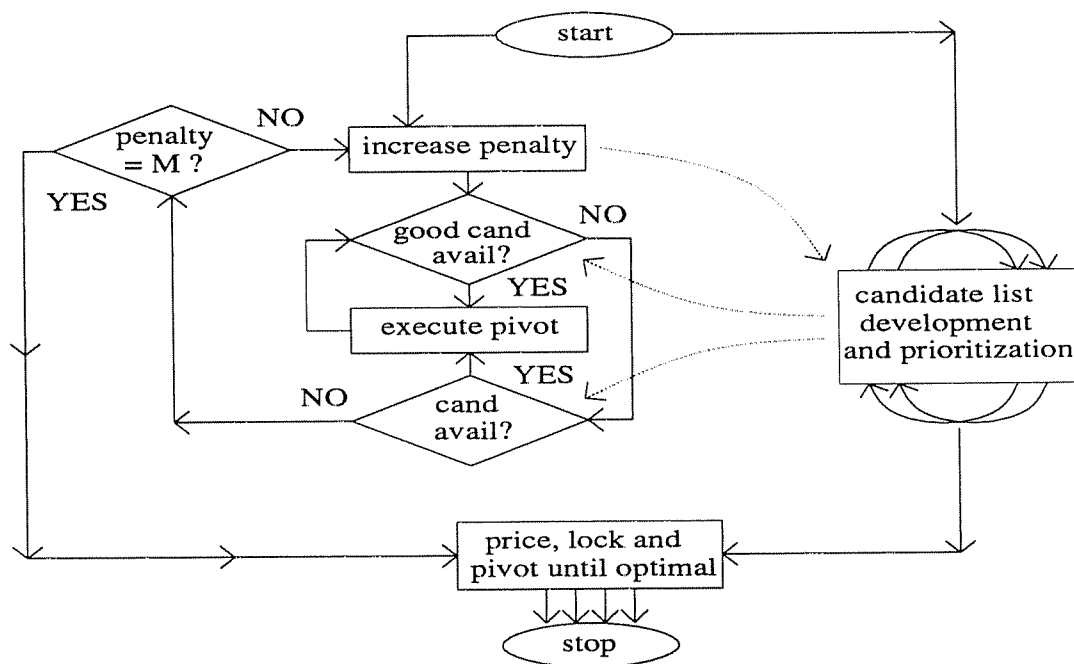 start
NO
penalty
= M ?
YES
increase penalty
good cand
avail?
NO
YES
execute pivot
candidate list
development
and prioritization
NO
YES
cand
avail?
price, lock and
pivot until optimal
stop